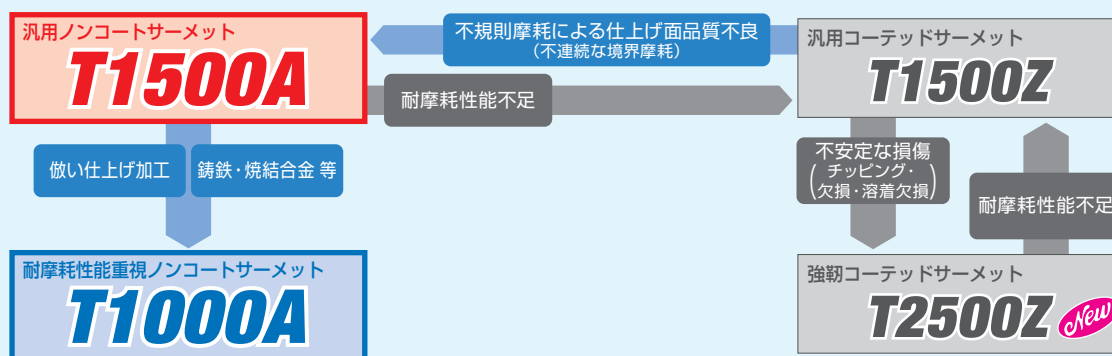 汎用ノンコートサーメット
T1500A
不規則摩耗による仕上げ面品質不良
（不連続な境界摩耗）
耐摩耗性能不足
汎用コーテッドサーメット
T1500Z
倣い仕上げ加工
鋳鉄・焼結合金 等
不安定な損傷
（チッピング・
欠損・溶着欠損）
耐摩耗性能不足
耐摩耗性能重視ノンコートサーメット
T1000A
強靭コーテッドサーメット
T2500Z New